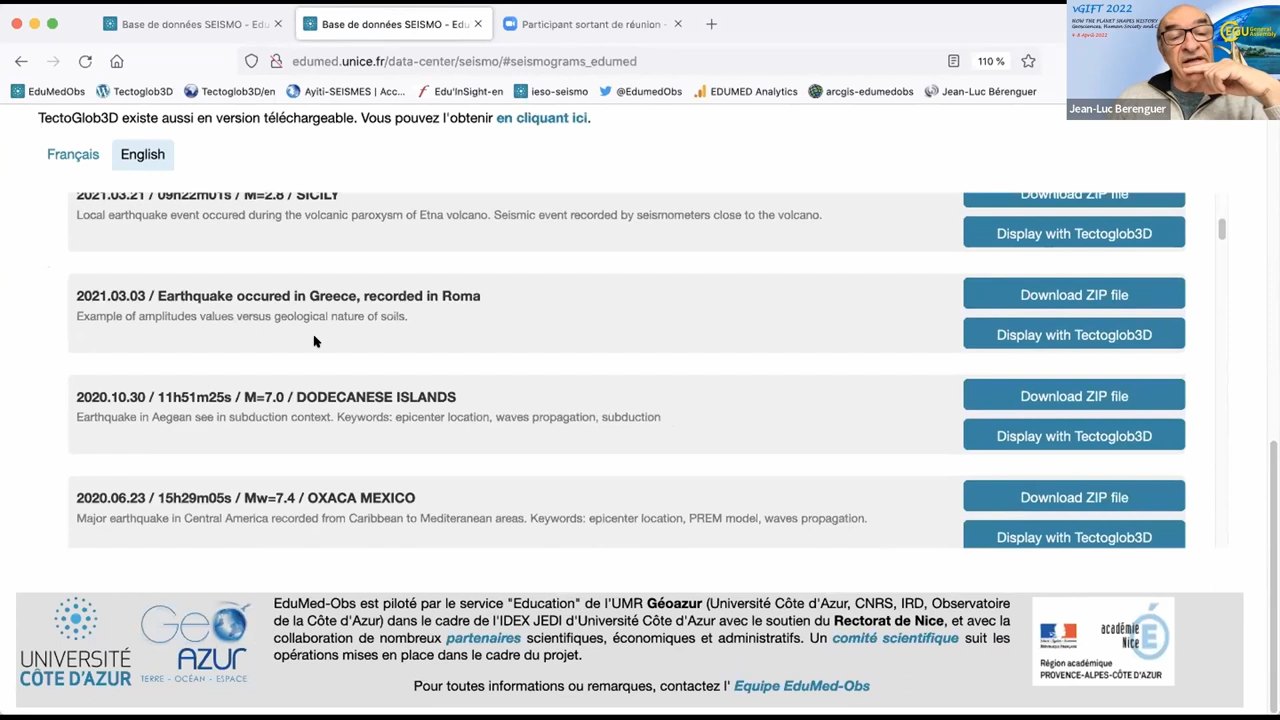 Base de données SEISMO - Edu
Base de données SEISMO - Edu
Participant sortant de réunion -
edumed.unice.fr/data-center/seismo/#seismograms_edumed
110 %
EduMedObs
Tectoglob3D
Tectoglob3D/en
Ayiti-SEISMES | Acc...
Edu'InSight-en
ieso-seismo
@EdumedObs
EDUMED Analytics
arcgis-edumedobs
Jean-Luc Bérenguer
vGIFT 2022
HOW THE PLANET SHAPES HISTORY
4-8 April,2022
EGU General Assembly
Jean-Luc Berenguer
TectoGlob3D existe aussi en version téléchargeable. Vous pouvez l'obtenir en cliquant ici.
Français
English
2021.03.21 / 09h22m01s / M=2.8 / SICILY
Local earthquake event occured during the volcanic paroxysm of Etna volcano. Seismic event recorded by seismometers close to the volcano.
Download ZIP file
Display with Tectoglob3D
2021.03.03 / Earthquake occured in Greece, recorded in Roma
Example of amplitudes values versus geological nature of soils.
Download ZIP file
Display with Tectoglob3D
2020.10.30 / 11h51m25s / M=7.0 / DODECANESE ISLANDS
Earthquake in Aegean see in subduction context. Keywords: epicenter location, waves propagation, subduction
Download ZIP file
Display with Tectoglob3D
2020.06.23 / 15h29m05s / Mw=7.4 / OXACA MEXICO
Major earthquake in Central America recorded from Caribbean to Mediteranean areas. Keywords: epicenter location, PREM model, waves propagation.
Download ZIP file
Display with Tectoglob3D
UNIVERSITÉ
CÔTE D'AZUR
Géo
AZUR
TERRE - OCÉAN - ESPACE
EduMed-Obs est piloté par le service "Education" de l'UMR Géoazur (Université Côte d'Azur, CNRS, IRD, Observatoire
de la Côte d'Azur) dans le cadre de l'IDEX JEDI d'Université Côte d'Azur avec le soutien du Rectorat de Nice, et avec la
collaboration de nombreux partenaires scientifiques, économiques et administratifs. Un comité scientifique suit les
opérations mises en place dans le cadre du projet.
Pour toutes informations ou remarques, contactez l' Equipe EduMed-Obs
académie
Nice
Région académique
PROVENCE-ALPES-CÔTE D'AZUR